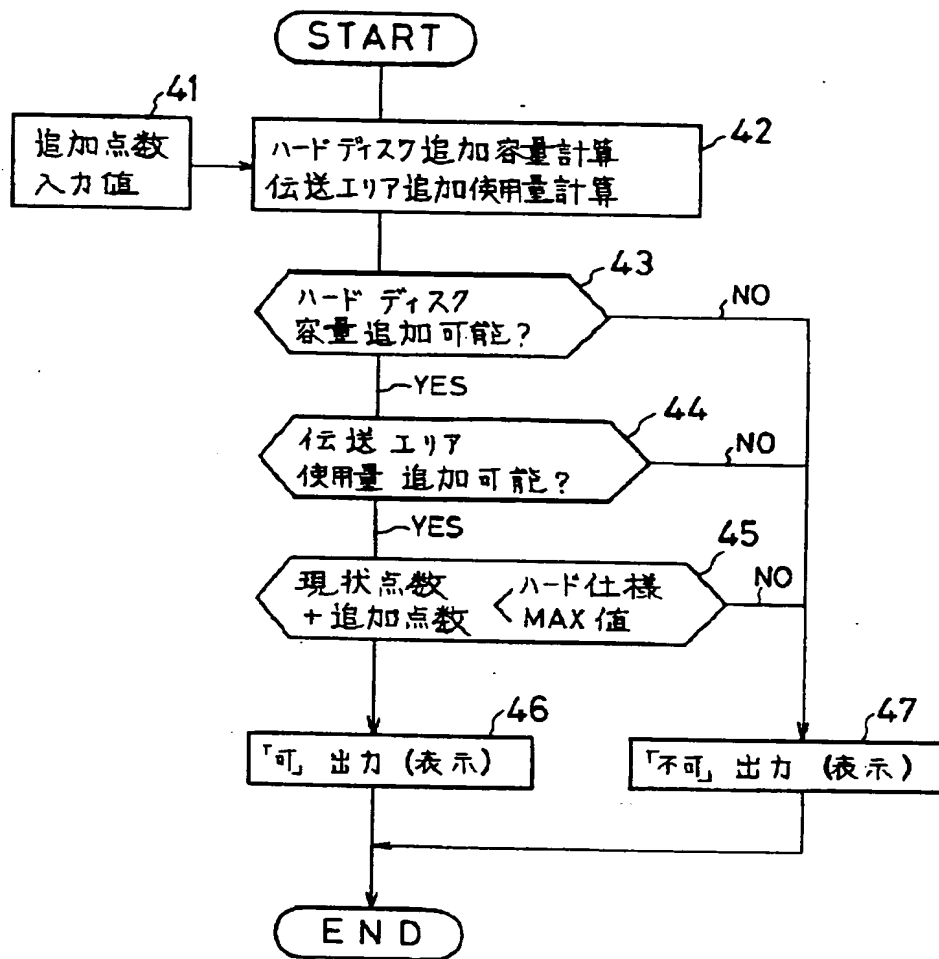 START
41
追加点数
入力値
42
ハードディスク追加容量計算
伝送エリア追加使用量計算
43
ハード ディスク
容量追加可能?
NO
YES
44
伝送 エリア
使用量 追加可能?
NO
YES
45
現状点数
+追加点数
< ハード仕様
MAX値
NO
46
「可」 出力 (表示)
47
「不可」 出力 (表示)
END